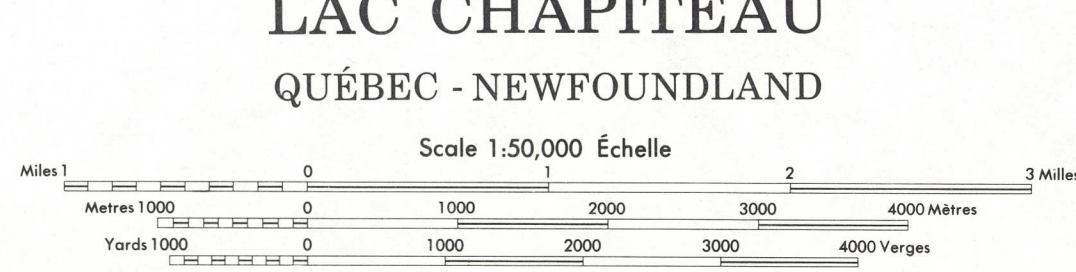 LAC CHAPITEAU
QUÉBEC - NEWFOUNDLAND
Scale 1:50,000 Échelle
Miles 1 0 1 2 3 Milles
Metres 1000 0 1000 2000 3000 4000 Mètres
Yards 1000 0 1000 2000 3000 4000 Verges